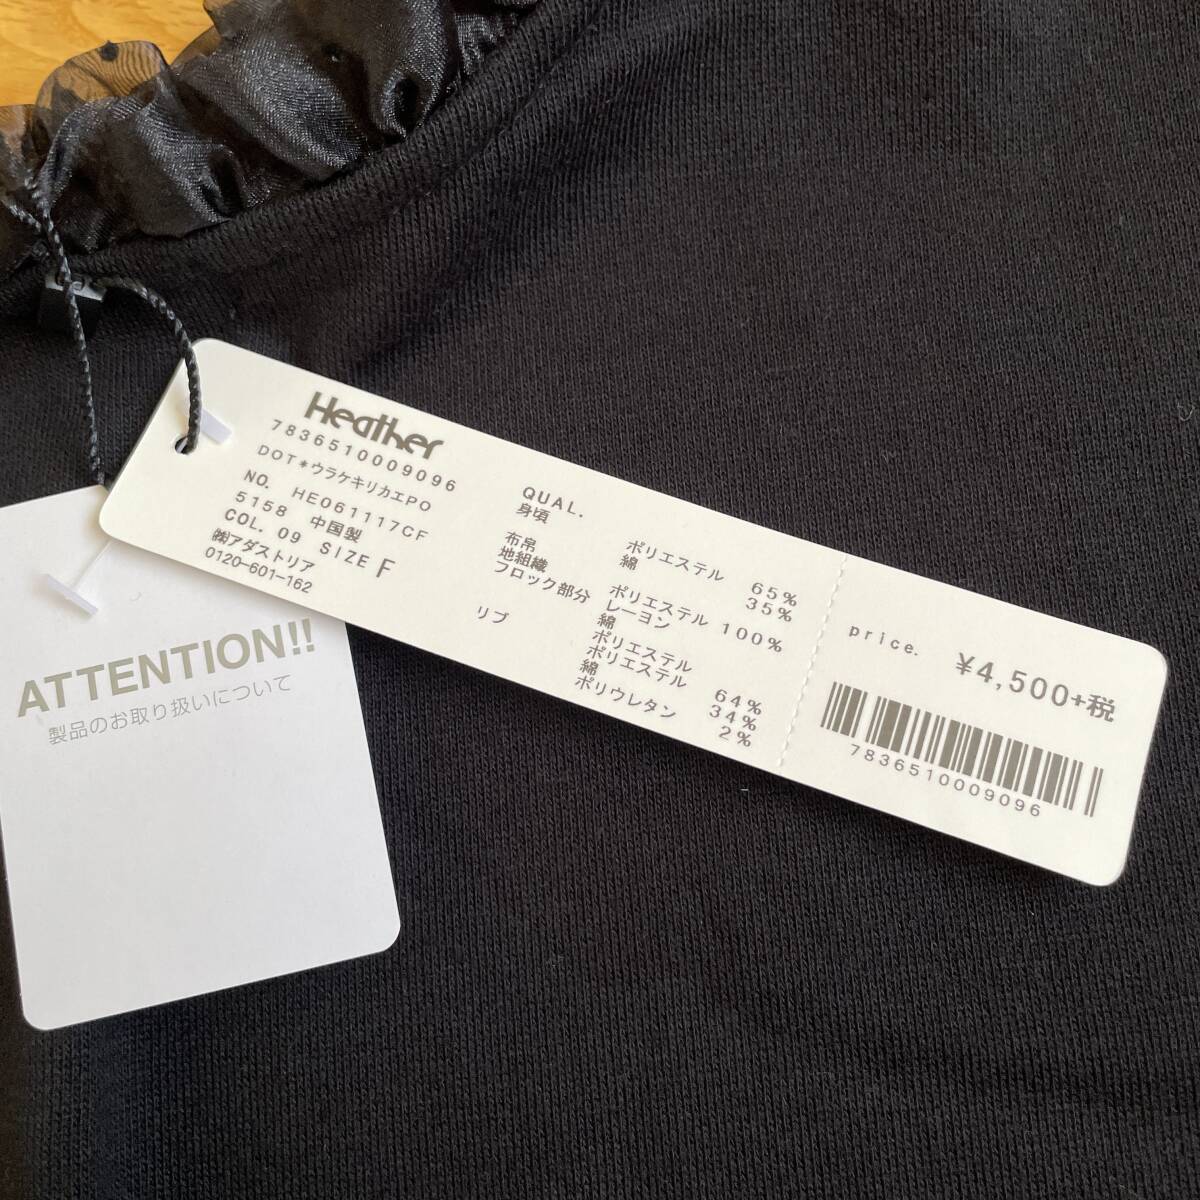 Heather
7836510009096
DOT*ウラケキリカエPO
NO. HE061117CF
5158 中国製
COL. 09 SIZE F
㈱アダストリア
0120-601-162
QUAL.
身頃
ポリエステル 65%
綿 35%
布帛
ポリエステル 100%
地組織
レーヨン
フロック部分
綿
ポリエステル
リブ
ポリエステル 64%
綿 34%
ポリウレタン 2%
price.
¥4,500+税
7836510009096
ATTENTION!!
製品のお取り扱いについて